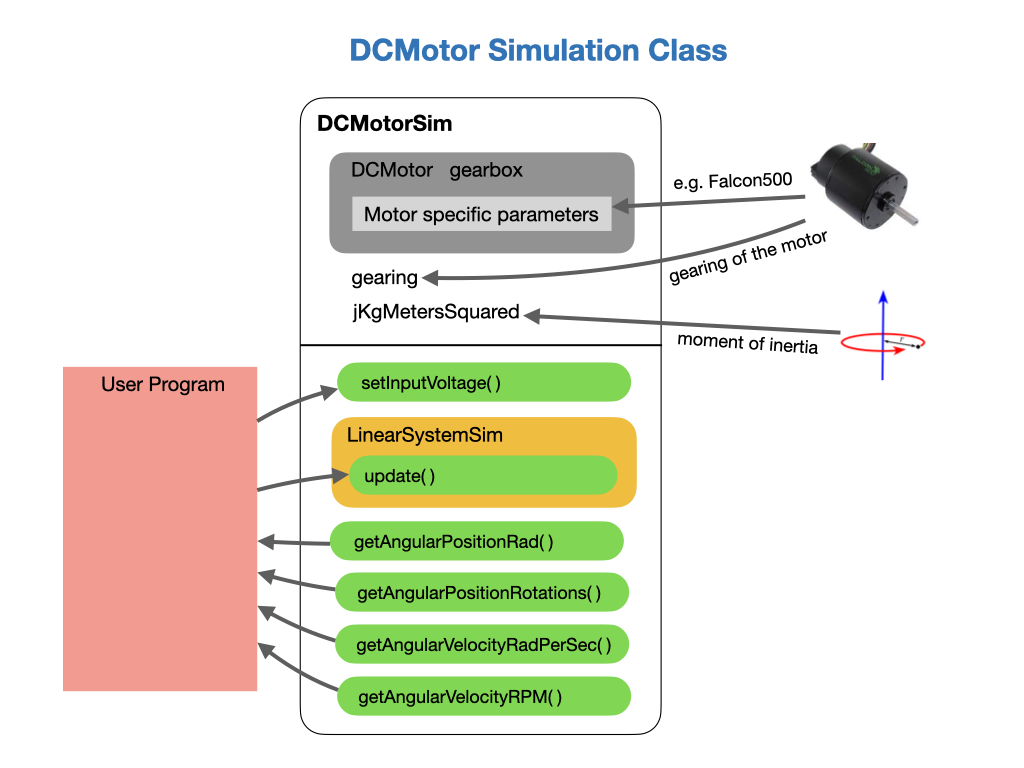 DCMotor Simulation Class
DCMotorSim
DCMotor gearbox
Motor specific parameters
e.g. Falcon500
gearing
gearing of the motor
jKgMetersSquared
moment of inertia
r
User Program
setInputVoltage()
LinearSystemSim
update()
getAngularPositionRad()
getAngularPositionRotations()
getAngularVelocityRadPerSec()
getAngularVelocityRPM()